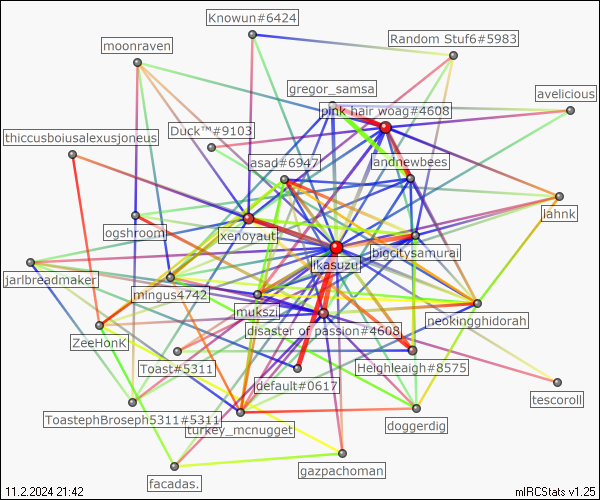 Knowun#6424
Random Stuf6#5983
moonraven
gregor_samsa
avelicious
pink hair woag#4608
Duck™#9103
thiccusboiusalexusjoneus
asad#6947
andnewbees
lahnk
ogshroom
xenoyaut
bigcitysamurai
jikasuzu
jarlbreadmaker
mingus4742
mukszi
neokingghidorah
disaster of passion#4608
ZeeHonK
Toast#5311
Heighleaigh#8575
default#0617
tescoroll
ToastephBroseph5311#5311
turkey_mcnugget
doggerdig
gazpachoman
facadas.
11.2.2024 21:42
mIRCStats v1.25